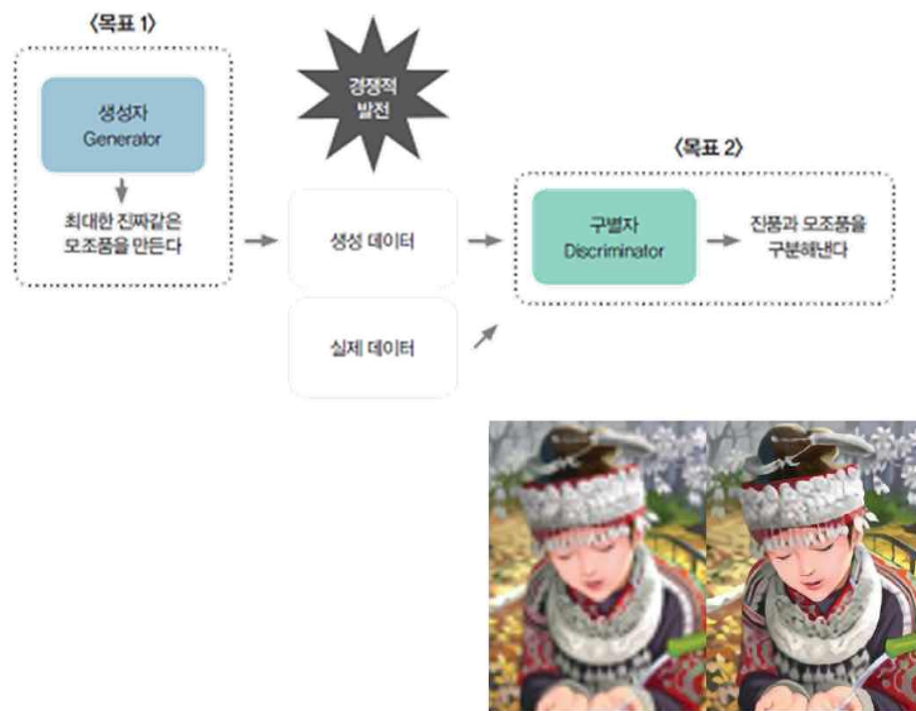 〈목표 1〉
생성자
Generator
최대한 진짜같은
모조품을 만든다
경쟁적
발전
생성 데이터
실제 데이터
〈목표 2〉
구별자
Discriminator
진품과 모조품을
구분해낸다